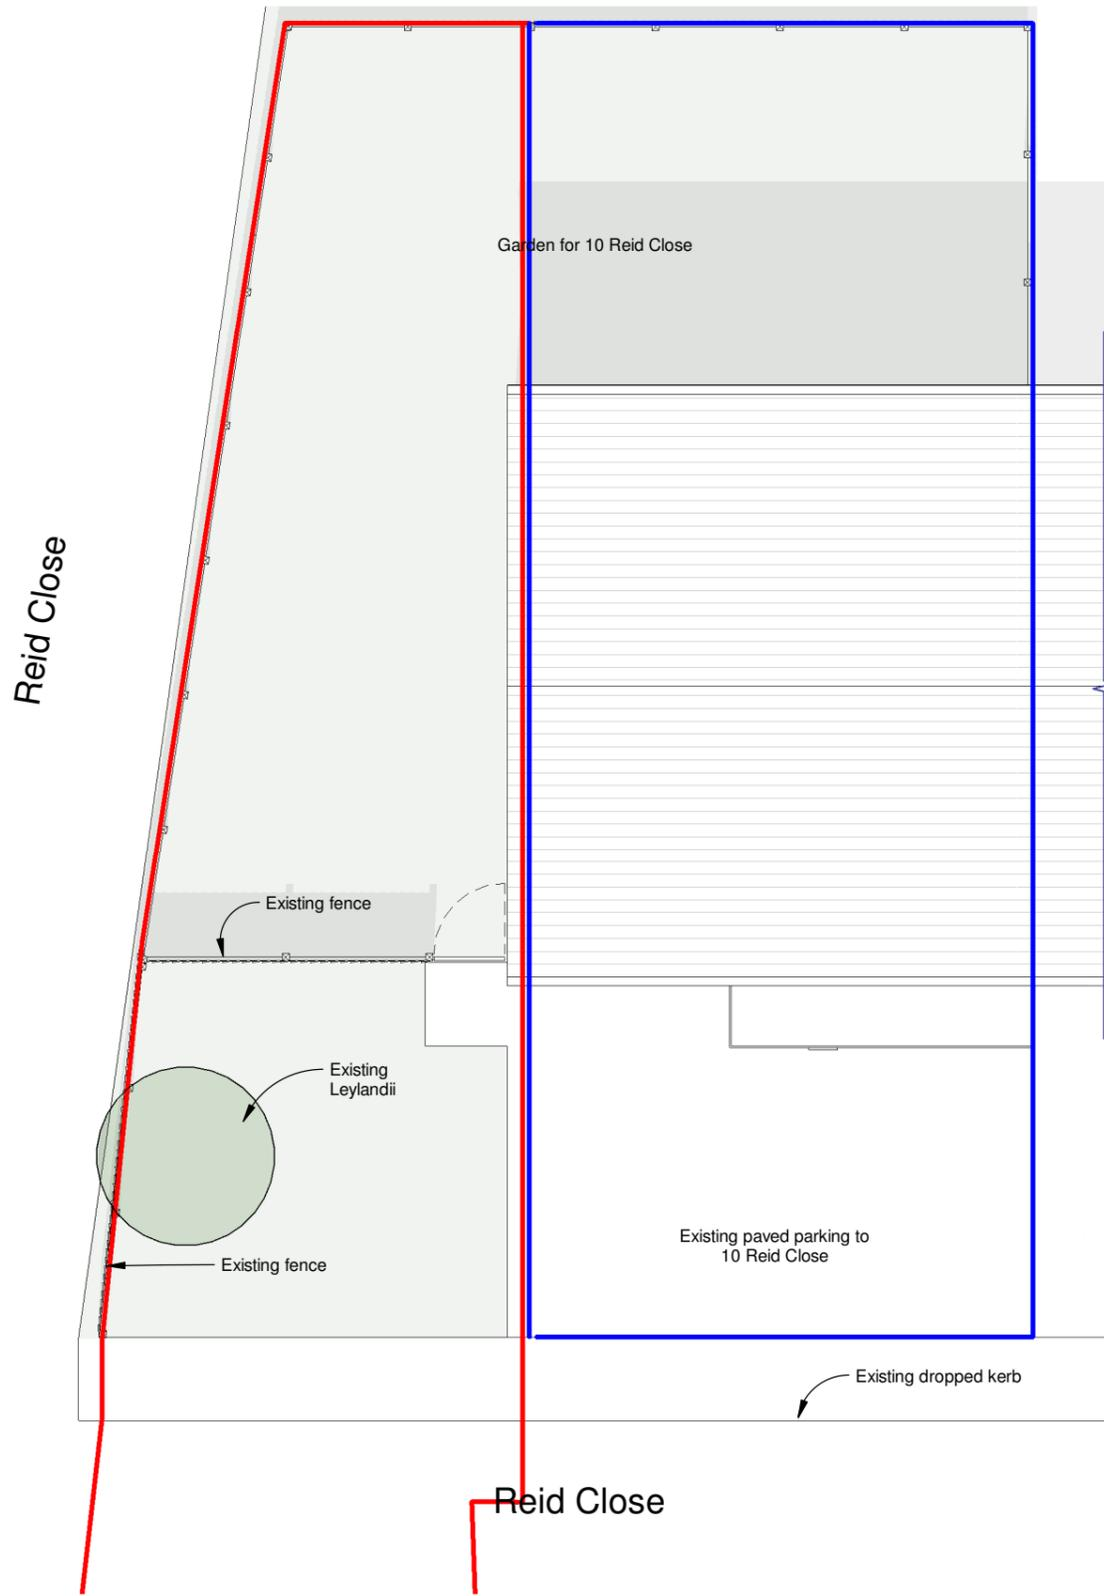 Garden for 10 Reid Close
Reid Close
Existing fence
Existing
Leylandii
Existing paved parking to
10 Reid Close
Existing fence
Existing dropped kerb
Reid Close